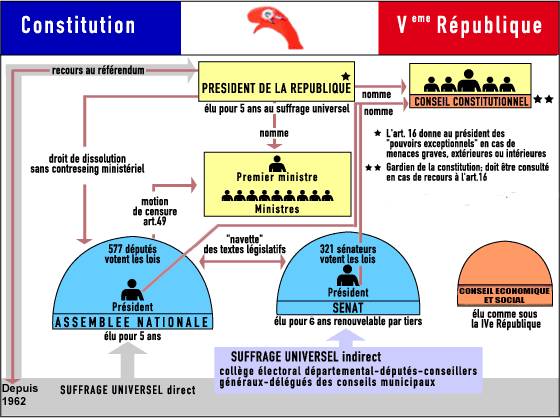 Constitution
V eme République
recours au référendum
PRESIDENT DE LA REPUBLIQUE
élu pour 5 ans au suffrage universel
nomme
nomme
CONSEIL CONSTITUTIONNEL
nomme
L'art. 16 donne au président des
"pouvoirs exceptionnels" en cas de
menaces graves, extérieures ou intérieures
Gardien de la constitution; doit être consulté
en cas de recours à l'art.16
droit de dissolution
sans contreseing ministériel
Premier ministre
Ministres
motion
de censure
art.49
577 députés
votent les lois
Président
ASSEMBLEE NATIONALE
élu pour 5 ans
"navette"
des textes législatifs
321 sénateurs
votent les lois
Président
SENAT
élu pour 6 ans renouvelable par tiers
CONSEIL ECONOMIQUE
ET SOCIAL
élu comme sous
la IVe République
SUFFRAGE UNIVERSEL indirect
collège électoral départemental-députés-conseillers
généraux-délégués des conseils municipaux
Depuis
1962
SUFFRAGE UNIVERSEL direct